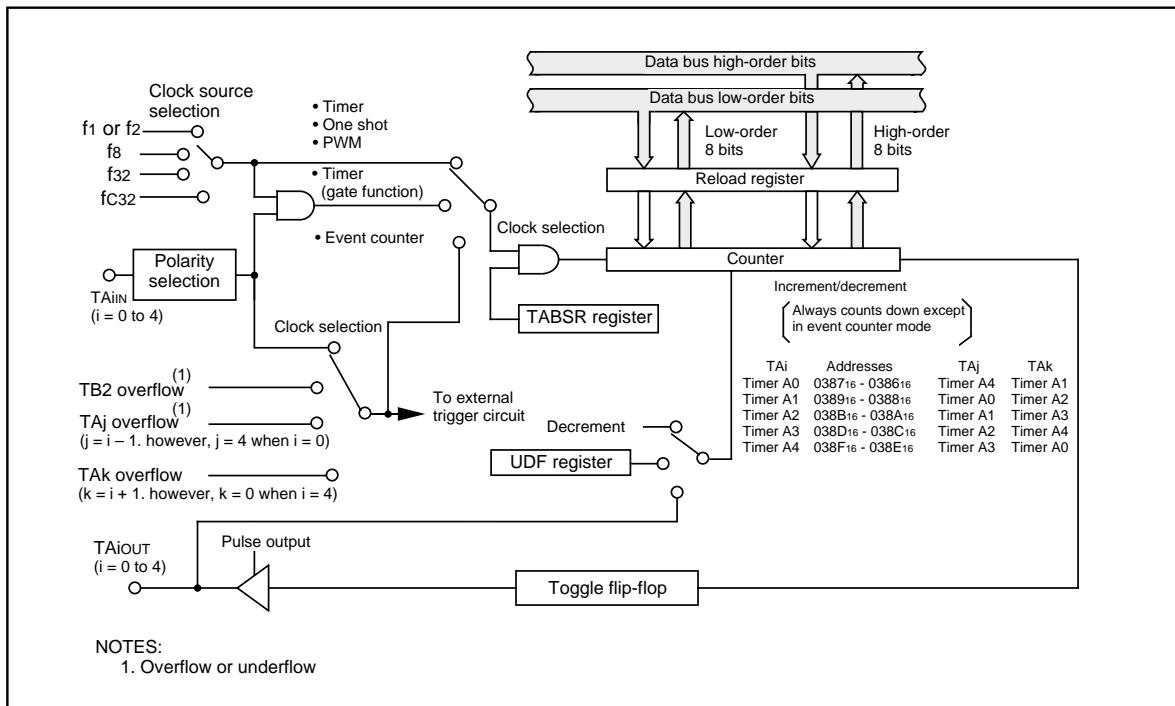 Clock source
selection
f1 or f2
f8
f32
fC32
• Timer
• One shot
• PWM
• Timer
(gate function)
• Event counter
Data bus high-order bits
Data bus low-order bits
Low-order
8 bits
High-order
8 bits
Reload register
Clock selection
Counter
Polarity
selection
TAiIN
(i = 0 to 4)
Increment/decrement
Always counts down except
in event counter mode
TABSR register
Clock selection
TB2 overflow (1)
TAj overflow (1)
(j = i – 1. however, j = 4 when i = 0)
TAk overflow
(k = i + 1. however, k = 0 when i = 4)
To external
trigger circuit
Decrement
UDF register
TAi Addresses TAj TAk
Timer A0 038716 - 038616 Timer A4 Timer A1
Timer A1 038916 - 038816 Timer A0 Timer A2
Timer A2 038B16 - 038A16 Timer A1 Timer A3
Timer A3 038D16 - 038C16 Timer A2 Timer A4
Timer A4 038F16 - 038E16 Timer A3 Timer A0
TAiOUT
(i = 0 to 4)
Pulse output
Toggle flip-flop
NOTES:
1. Overflow or underflow